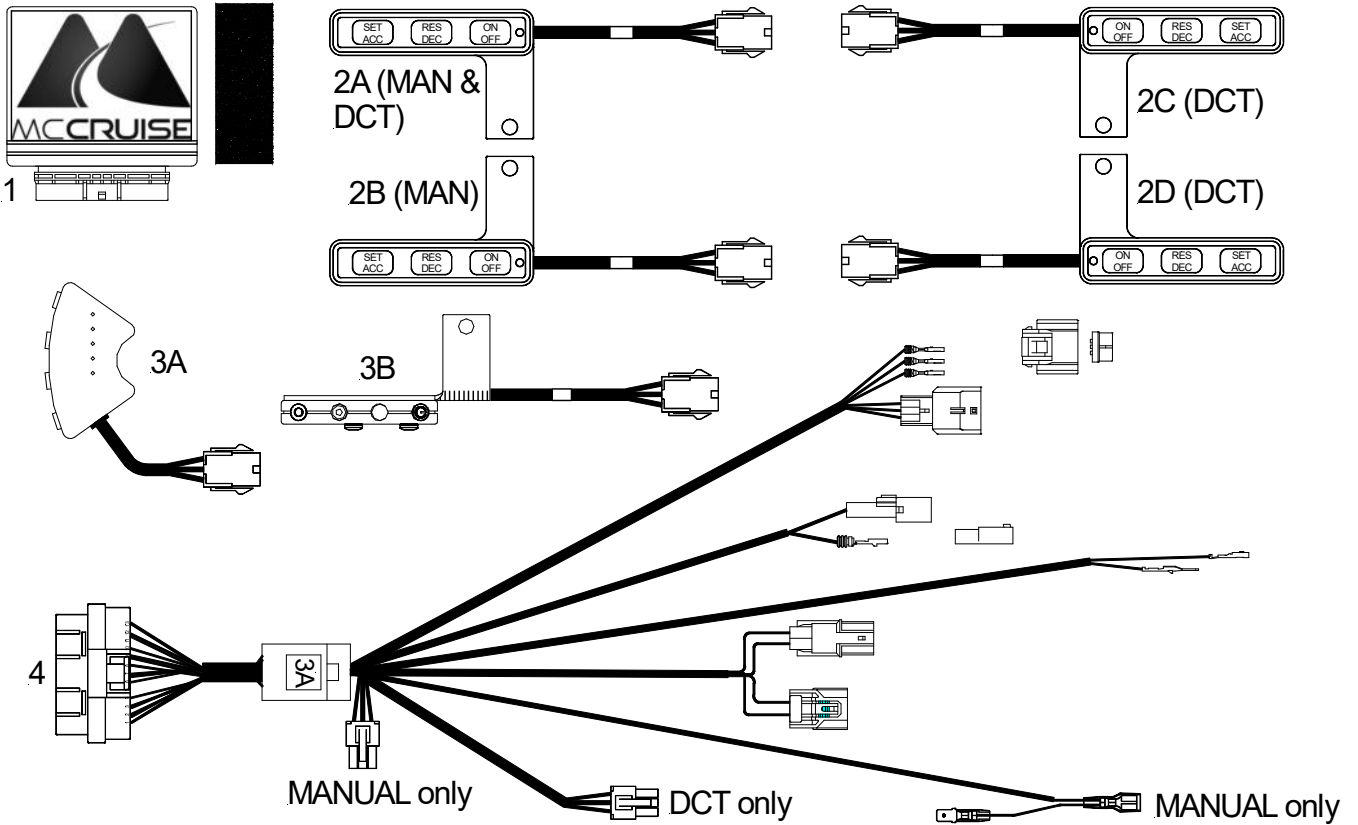 MCCRUISE
1
SET
ACC
RES
DEC
ON
OFF
2A (MAN &
DCT)
ON
OFF
RES
DEC
SET
ACC
2C (DCT)
2B (MAN)
SET
ACC
RES
DEC
ON
OFF
2D (DCT)
ON
OFF
RES
DEC
SET
ACC
3A
3B
4
3A
MANUAL only
DCT only
MANUAL only